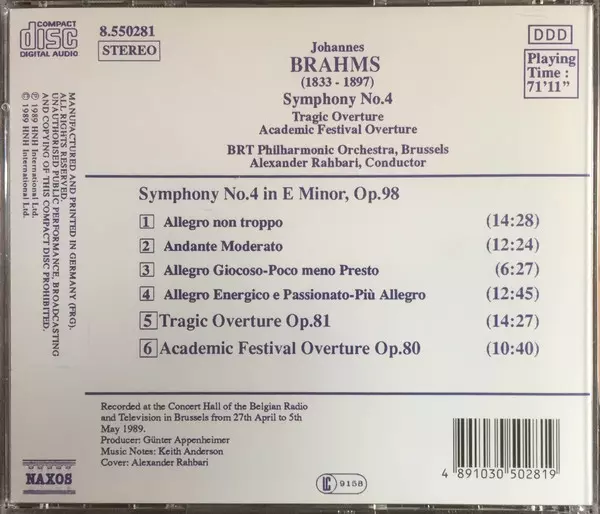 COMPACT
disc
DIGITAL AUDIO
8.550281
STEREO
Johannes
BRAHMS
(1833 - 1897)
Symphony No.4
Tragic Overture
Academic Festival Overture
BRT Philharmonic Orchestra, Brussels
Alexander Rahbari, Conductor
DDD
Playing
Time :
71'11"
MANUFACTURED AND PRINTED IN GERMANY (FRG).
ALL RIGHTS RESERVED.
UNAUTHORISED PUBLIC PERFORMANCE, BROADCASTING
AND COPYING OF THIS COMPACT DISC PROHIBITED.
℗ 1989 HNH International Ltd.
© 1989 HNH International Ltd.
Symphony No.4 in E Minor, Op.98
1 Allegro non troppo (14:28)
2 Andante Moderato (12:24)
3 Allegro Giocoso-Poco meno Presto (6:27)
4 Allegro Energico e Passionato-Più Allegro (12:45)
5 Tragic Overture Op.81 (14:27)
6 Academic Festival Overture Op.80 (10:40)
Recorded at the Concert Hall of the Belgian Radio
and Television in Brussels from 27th April to 5th
May 1989.
Producer: Günter Appenheimer
Music Notes: Keith Anderson
Cover: Alexander Rahbari
NAXOS
LC 9158
4 891030 502819